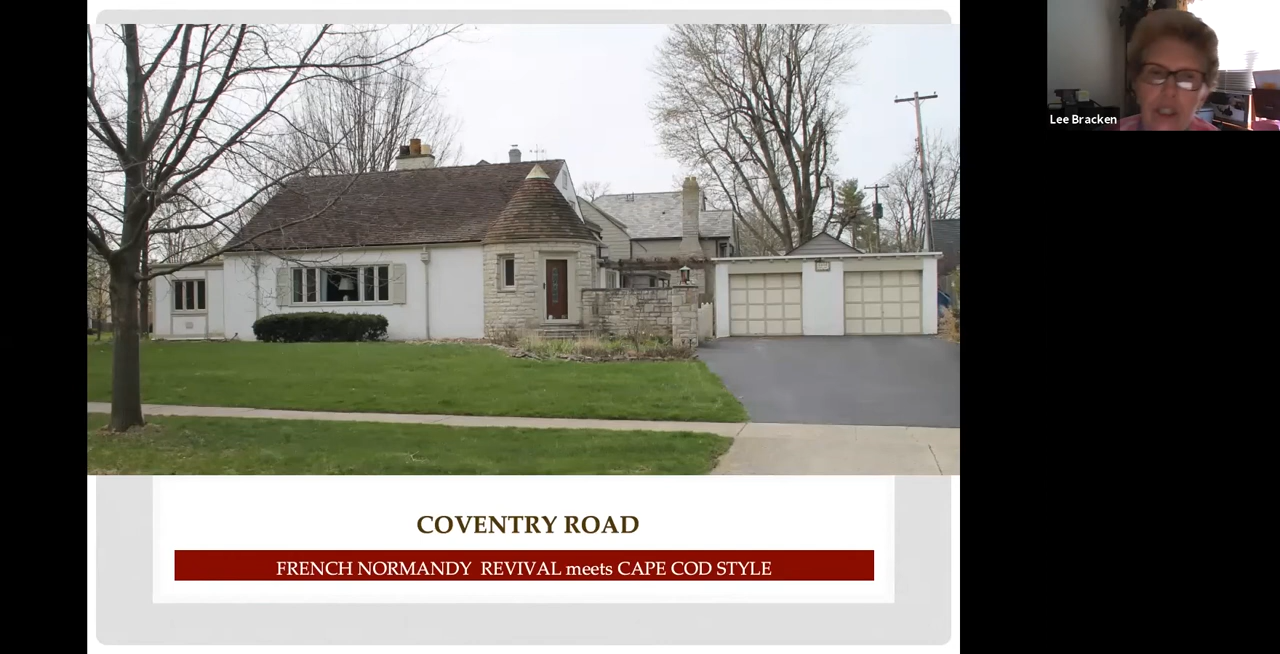 Lee Bracken
COVENTRY ROAD
FRENCH NORMANDY REVIVAL meets CAPE COD STYLE